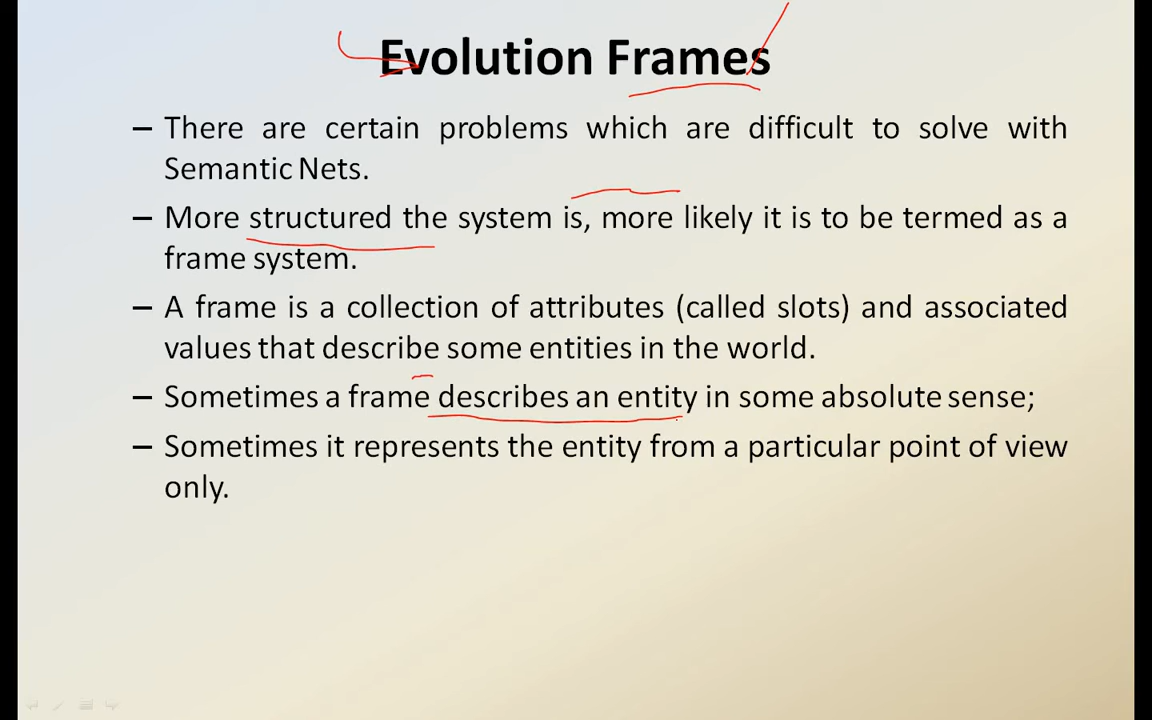 Evolution Frames
– There are certain problems which are difficult to solve with
Semantic Nets.
– More structured the system is, more likely it is to be termed as a
frame system.
– A frame is a collection of attributes (called slots) and associated
values that describe some entities in the world.
– Sometimes a frame describes an entity in some absolute sense;
– Sometimes it represents the entity from a particular point of view
only.